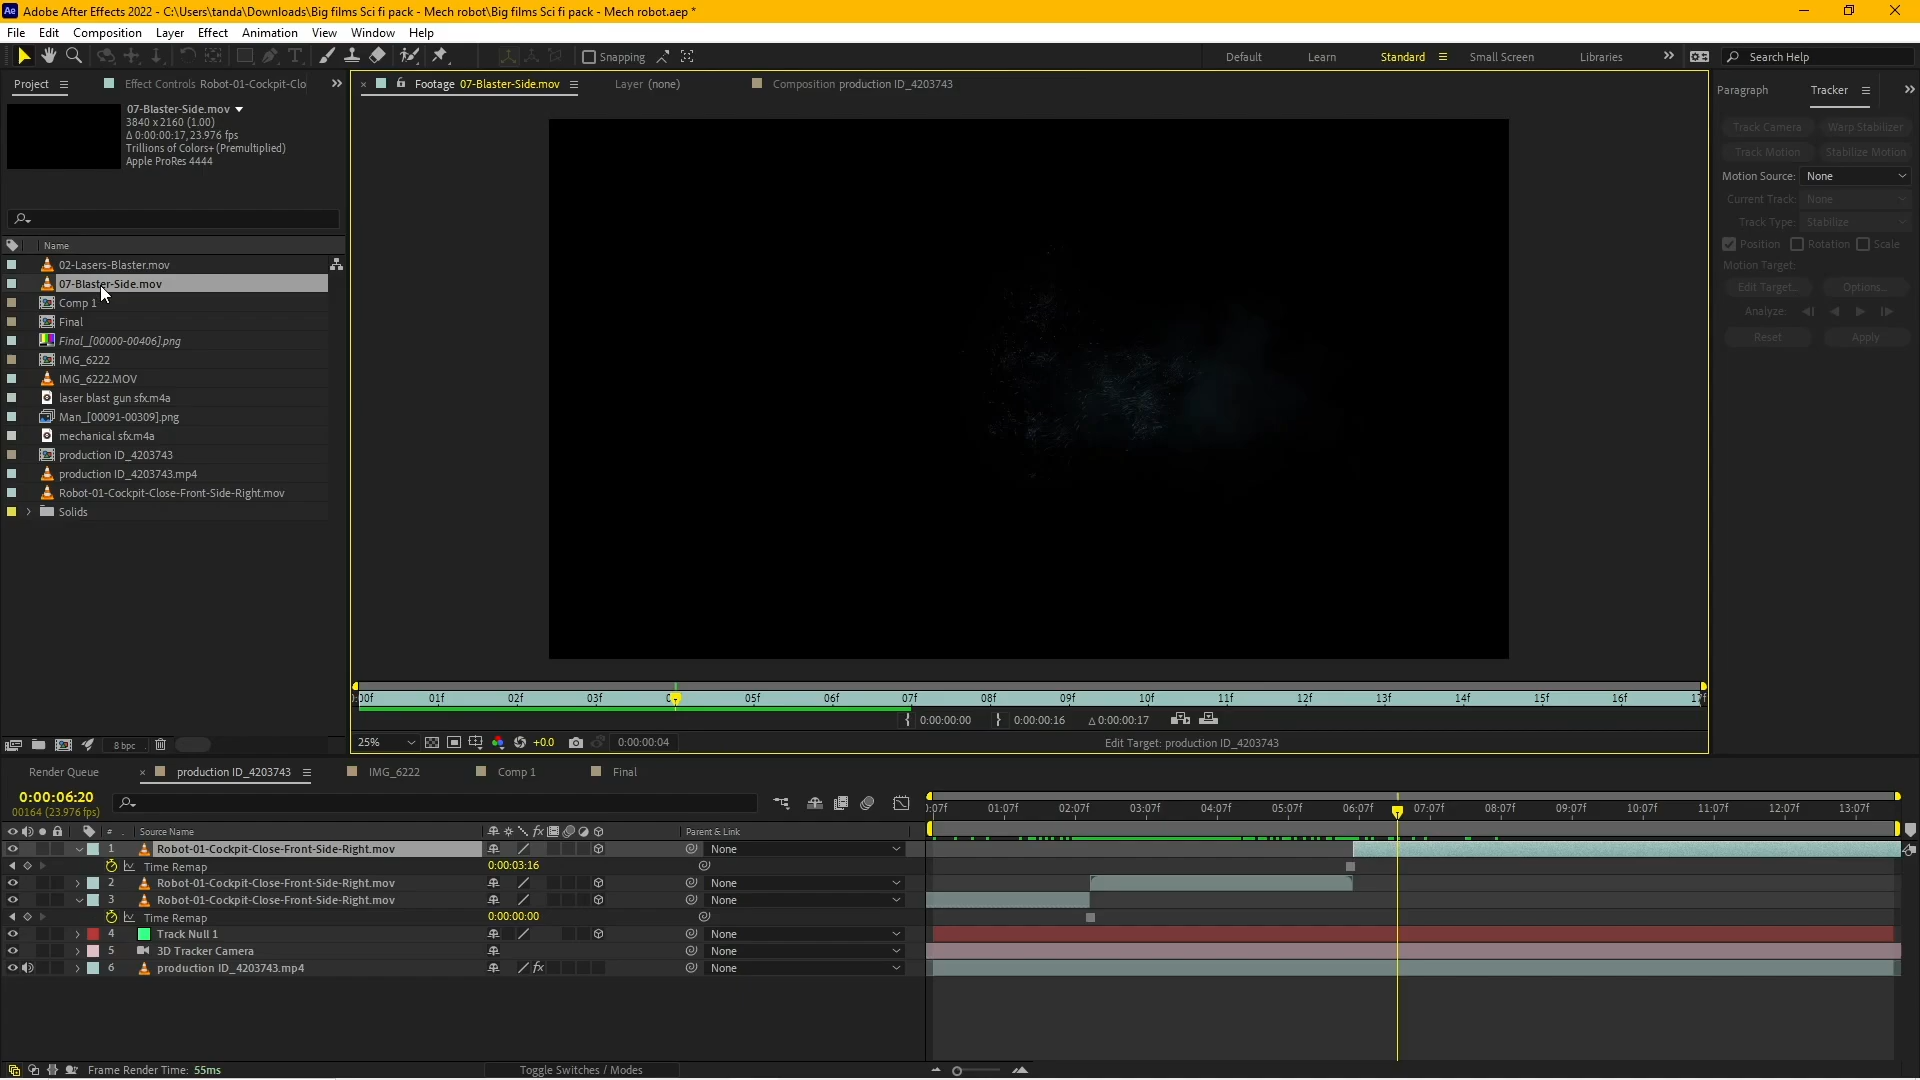 Adobe After Effects 2022 - C:\Users\tanda\Downloads\Big films Sci fi pack - Mech robot\Big films Sci fi pack - Mech robot.aep *
File Edit Composition Layer Effect Animation View Window Help
Snapping Default Learn Standard Small Screen Libraries Search Help
Project Effect Controls Robot-01-Cockpit-Clo Footage 07-Blaster-Side.mov Layer (none) Composition production ID_4203743 Paragraph Tracker
07-Blaster-Side.mov
3840 x 2160 (1.00)
Δ 0:00:00:17, 23.976 fps
Trillions of Colors+ (Premultiplied)
Apple ProRes 4444
Track Camera Warp Stabilizer
Track Motion Stabilize Motion
Motion Source: None
Current Track: None
Track Type: Stabilize
Position Rotation Scale
Motion Target:
Edit Target... Options...
Analyze:
Reset Apply
Name
02-Lasers-Blaster.mov
07-Blaster-Side.mov
Comp 1
Final
Final_[00000-00406].png
IMG_6222
IMG_6222.MOV
laser blast gun sfx.m4a
Man_[00091-00309].png
mechanical sfx.m4a
production ID_4203743
production ID_4203743.mp4
Robot-01-Cockpit-Close-Front-Side-Right.mov
Solids
01f 02f 03f 05f 06f 07f 08f 09f 10f 11f 12f 13f 14f 15f 16f
0:00:00:00 0:00:00:16 Δ 0:00:00:17
8 bpc 25% +0.0 0:00:00:04 Edit Target: production ID_4203743
Render Queue production ID_4203743 IMG_6222 Comp 1 Final
0:00:06:20
00164 (23.976 fps)
:07f 01:07f 02:07f 03:07f 04:07f 05:07f 06:07f 07:07f 08:07f 09:07f 10:07f 11:07f 12:07f 13:07f
# Source Name fx Parent & Link
1 Robot-01-Cockpit-Close-Front-Side-Right.mov None
Time Remap 0:00:03:16
2 Robot-01-Cockpit-Close-Front-Side-Right.mov None
3 Robot-01-Cockpit-Close-Front-Side-Right.mov None
Time Remap 0:00:00:00
4 Track Null 1 None
5 3D Tracker Camera None
6 production ID_4203743.mp4 fx None
Frame Render Time: 55ms Toggle Switches / Modes